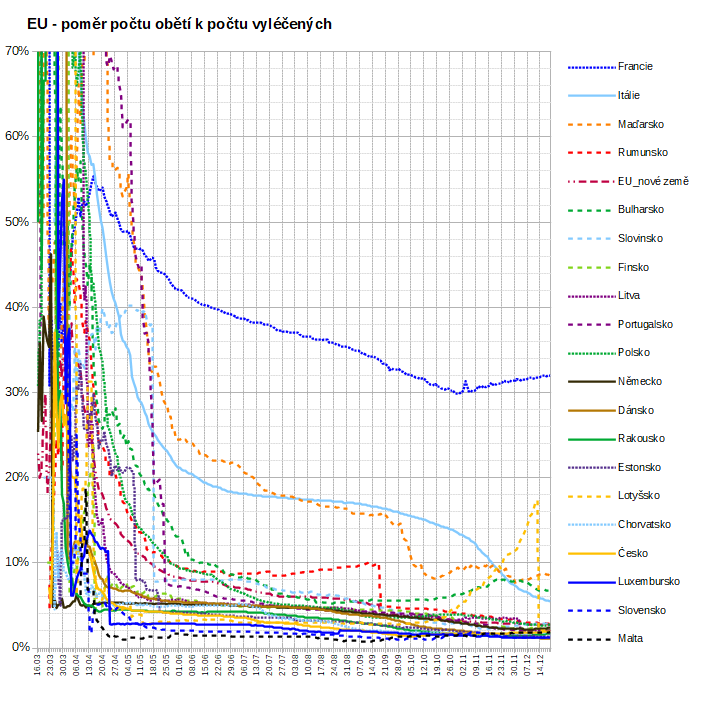 EU - poměr počtu obětí k počtu vyléčených
70%
60%
50%
40%
30%
20%
10%
0%
16.03
23.03
30.03
06.04
13.04
20.04
27.04
04.05
11.05
18.05
25.05
01.06
08.06
15.06
22.06
29.06
06.07
13.07
20.07
27.07
03.08
10.08
17.08
24.08
31.08
07.09
14.09
21.09
28.09
05.10
12.10
19.10
26.10
02.11
09.11
16.11
23.11
30.11
07.12
14.12
Francie
Itálie
Maďarsko
Rumunsko
EU_nové země
Bulharsko
Slovinsko
Finsko
Litva
Portugalsko
Polsko
Německo
Dánsko
Rakousko
Estonsko
Lotyšsko
Chorvatsko
Česko
Luxembursko
Slovensko
Malta